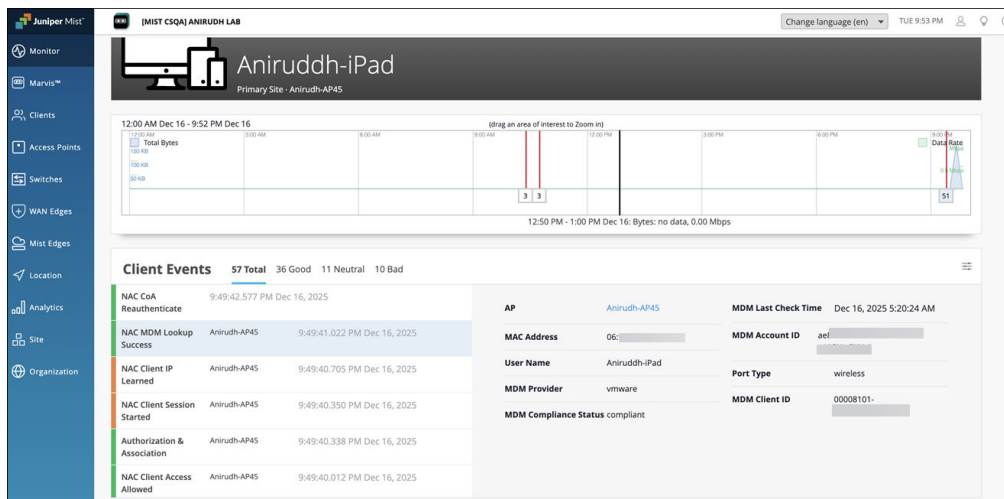 Juniper Mist™
[MIST CSQA] ANIRUDH LAB
Change language (en)
TUE 9:53 PM
Monitor
Marvis™
Clients
Access Points
Switches
WAN Edges
Mist Edges
Location
Analytics
Site
Organization
Aniruddh-iPad
Primary Site - Anirudh-AP45
12:00 AM Dec 16 - 9:52 PM Dec 16
(drag an area of interest to Zoom in)
12:00 AM 3:00 AM 6:00 AM 9:00 AM 12:00 PM 3:00 PM 6:00 PM 9:00 PM
Total Bytes
Data Rate
150 KB
100 KB
50 KB
3 3 51
12:50 PM - 1:00 PM Dec 16: Bytes: no data, 0.00 Mbps
Client Events 57 Total 36 Good 11 Neutral 10 Bad
NAC CoA
Reauthenticate
9:49:42.577 PM Dec 16, 2025
NAC MDM Lookup
Success
Anirudh-AP45
9:49:41.022 PM Dec 16, 2025
NAC Client IP
Learned
Anirudh-AP45
9:49:40.705 PM Dec 16, 2025
NAC Client Session
Started
Anirudh-AP45
9:49:40.350 PM Dec 16, 2025
Authorization &
Association
Anirudh-AP45
9:49:40.338 PM Dec 16, 2025
NAC Client Access
Allowed
Anirudh-AP45
9:49:40.012 PM Dec 16, 2025
AP Anirudh-AP45
MAC Address 06:
User Name Aniruddh-iPad
MDM Provider vmware
MDM Compliance Status compliant
MDM Last Check Time Dec 16, 2025 5:20:24 AM
MDM Account ID
Port Type wireless
MDM Client ID 00008101-